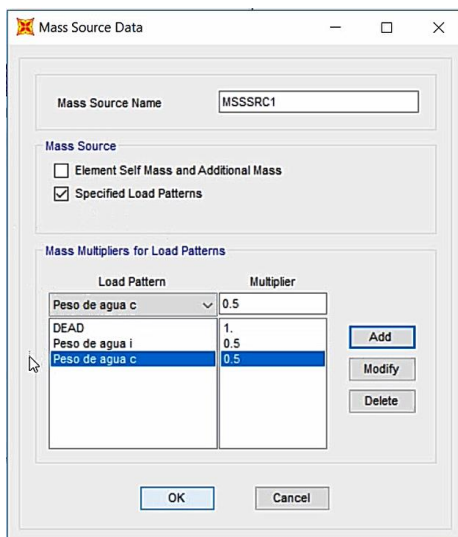 Mass Source Data
Mass Source Name MSSSRC1
Mass Source
Element Self Mass and Additional Mass
Specified Load Patterns
Mass Multipliers for Load Patterns
Load Pattern Multiplier
Peso de agua c 0.5
DEAD 1.
Peso de agua i 0.5
Peso de agua c 0.5
Add
Modify
Delete
OK Cancel